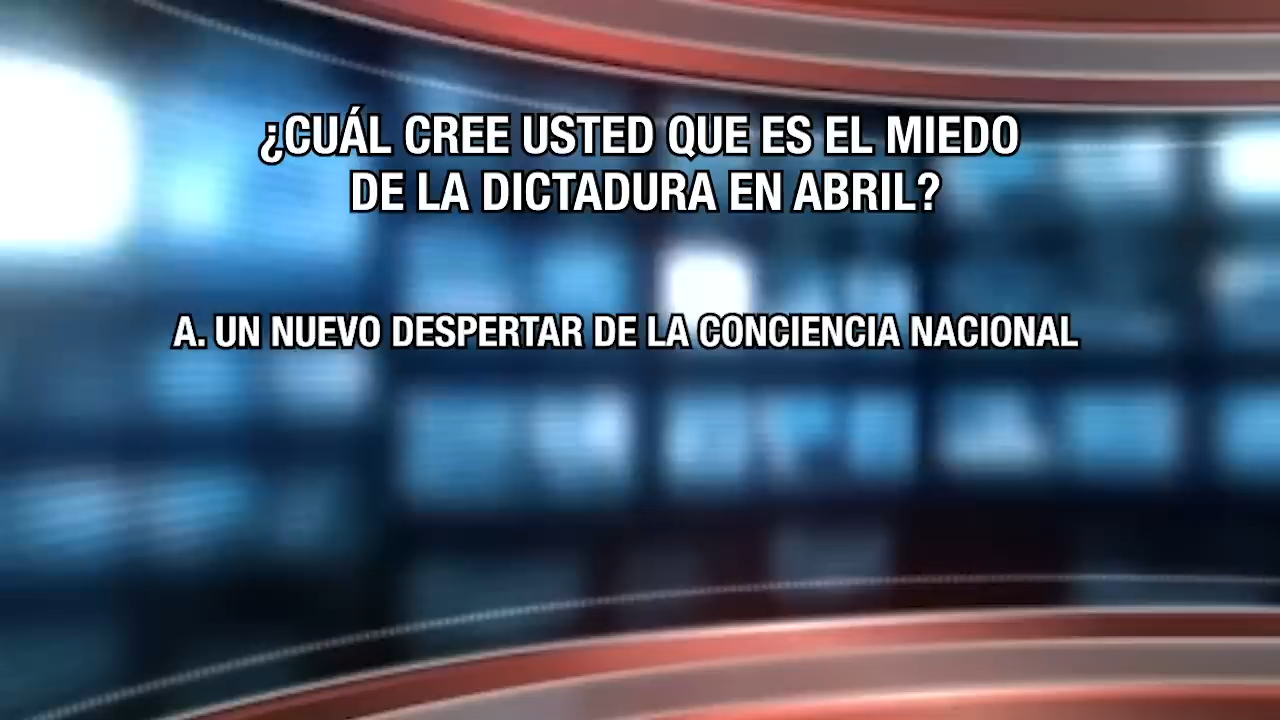 ¿CUÁL CREE USTED QUE ES EL MIEDO
DE LA DICTADURA EN ABRIL?
A. UN NUEVO DESPERTAR DE LA CONCIENCIA NACIONAL